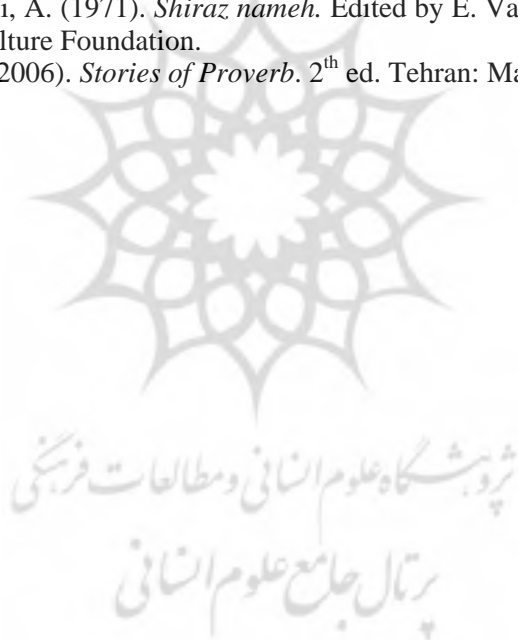 i, A. (1971). Shiraz nameh. Edited by E. Va
lture Foundation.
2006). Stories of Proverb. 2th ed. Tehran: Ma
پژوهشگاه علوم انسانی و مطالعات فرهنگی
پرتال جامع علوم انسانی